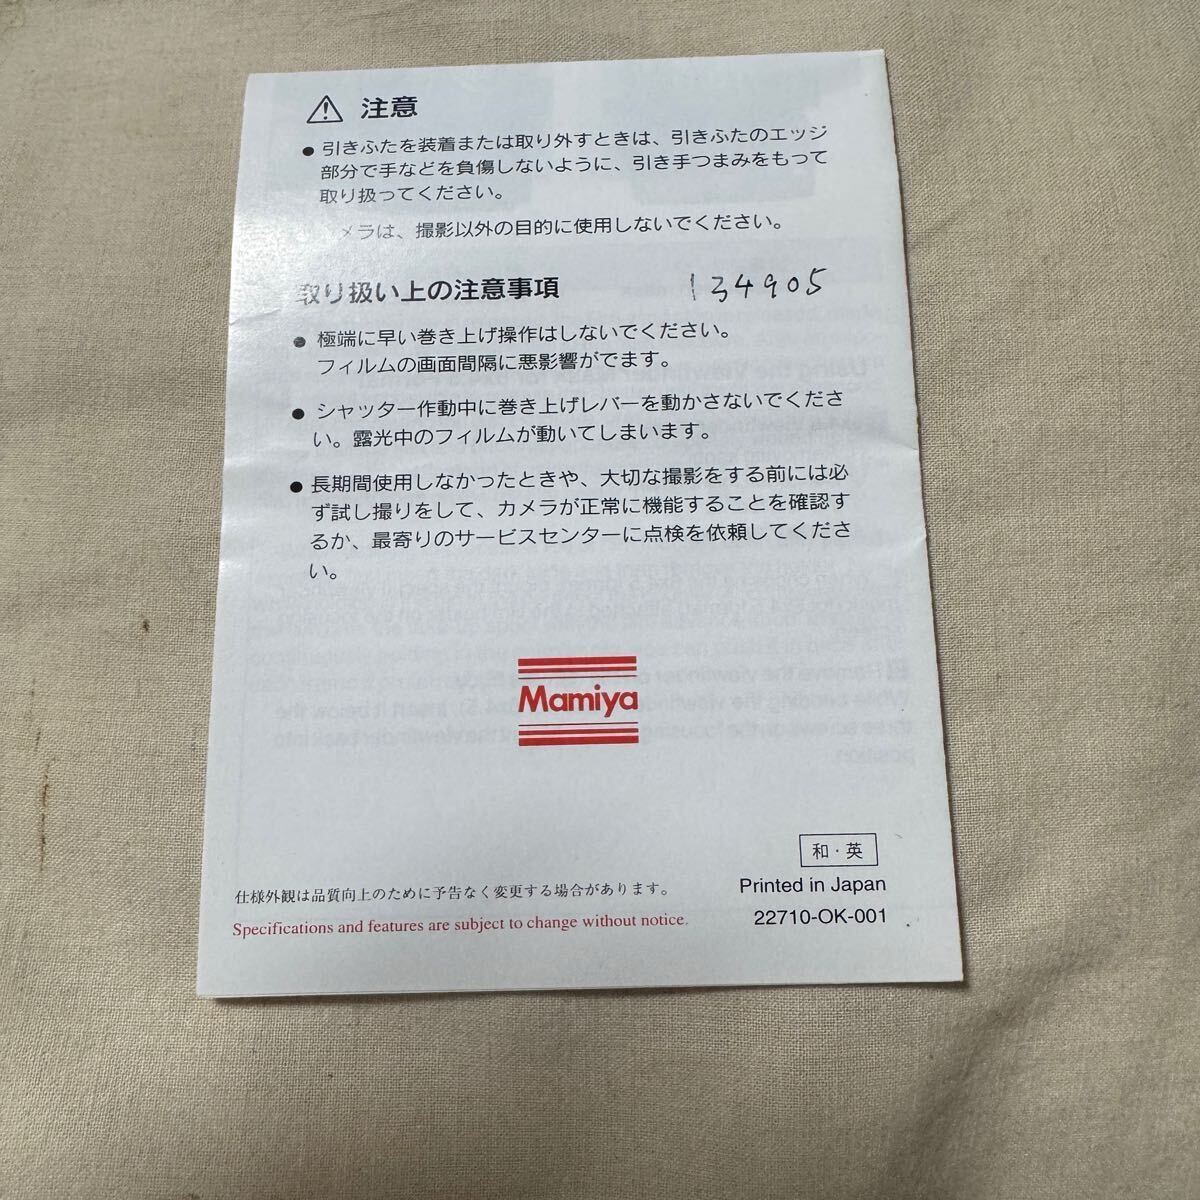 注意
● 引きふたを装着または取り外すときは、引きふたのエッジ
部分で手などを負傷しないように、引き手つまみをもって
取り扱ってください。
メラは、撮影以外の目的に使用しないでください。
取り扱い上の注意事項 134905
● 極端に早い巻き上げ操作はしないでください。
フィルムの画面間隔に悪影響がでます。
● シャッター作動中に巻き上げレバーを動かさないでくださ
い。露光中のフィルムが動いてしまいます。
● 長期間使用しなかったときや、大切な撮影をする前には必
ず試し撮りをして、カメラが正常に機能することを確認す
るか、最寄りのサービスセンターに点検を依頼してくださ
い。
Mamiya
和・英
仕様外観は品質向上のために予告なく変更する場合があります。
Printed in Japan
Specifications and features are subject to change without notice.
22710-OK-001